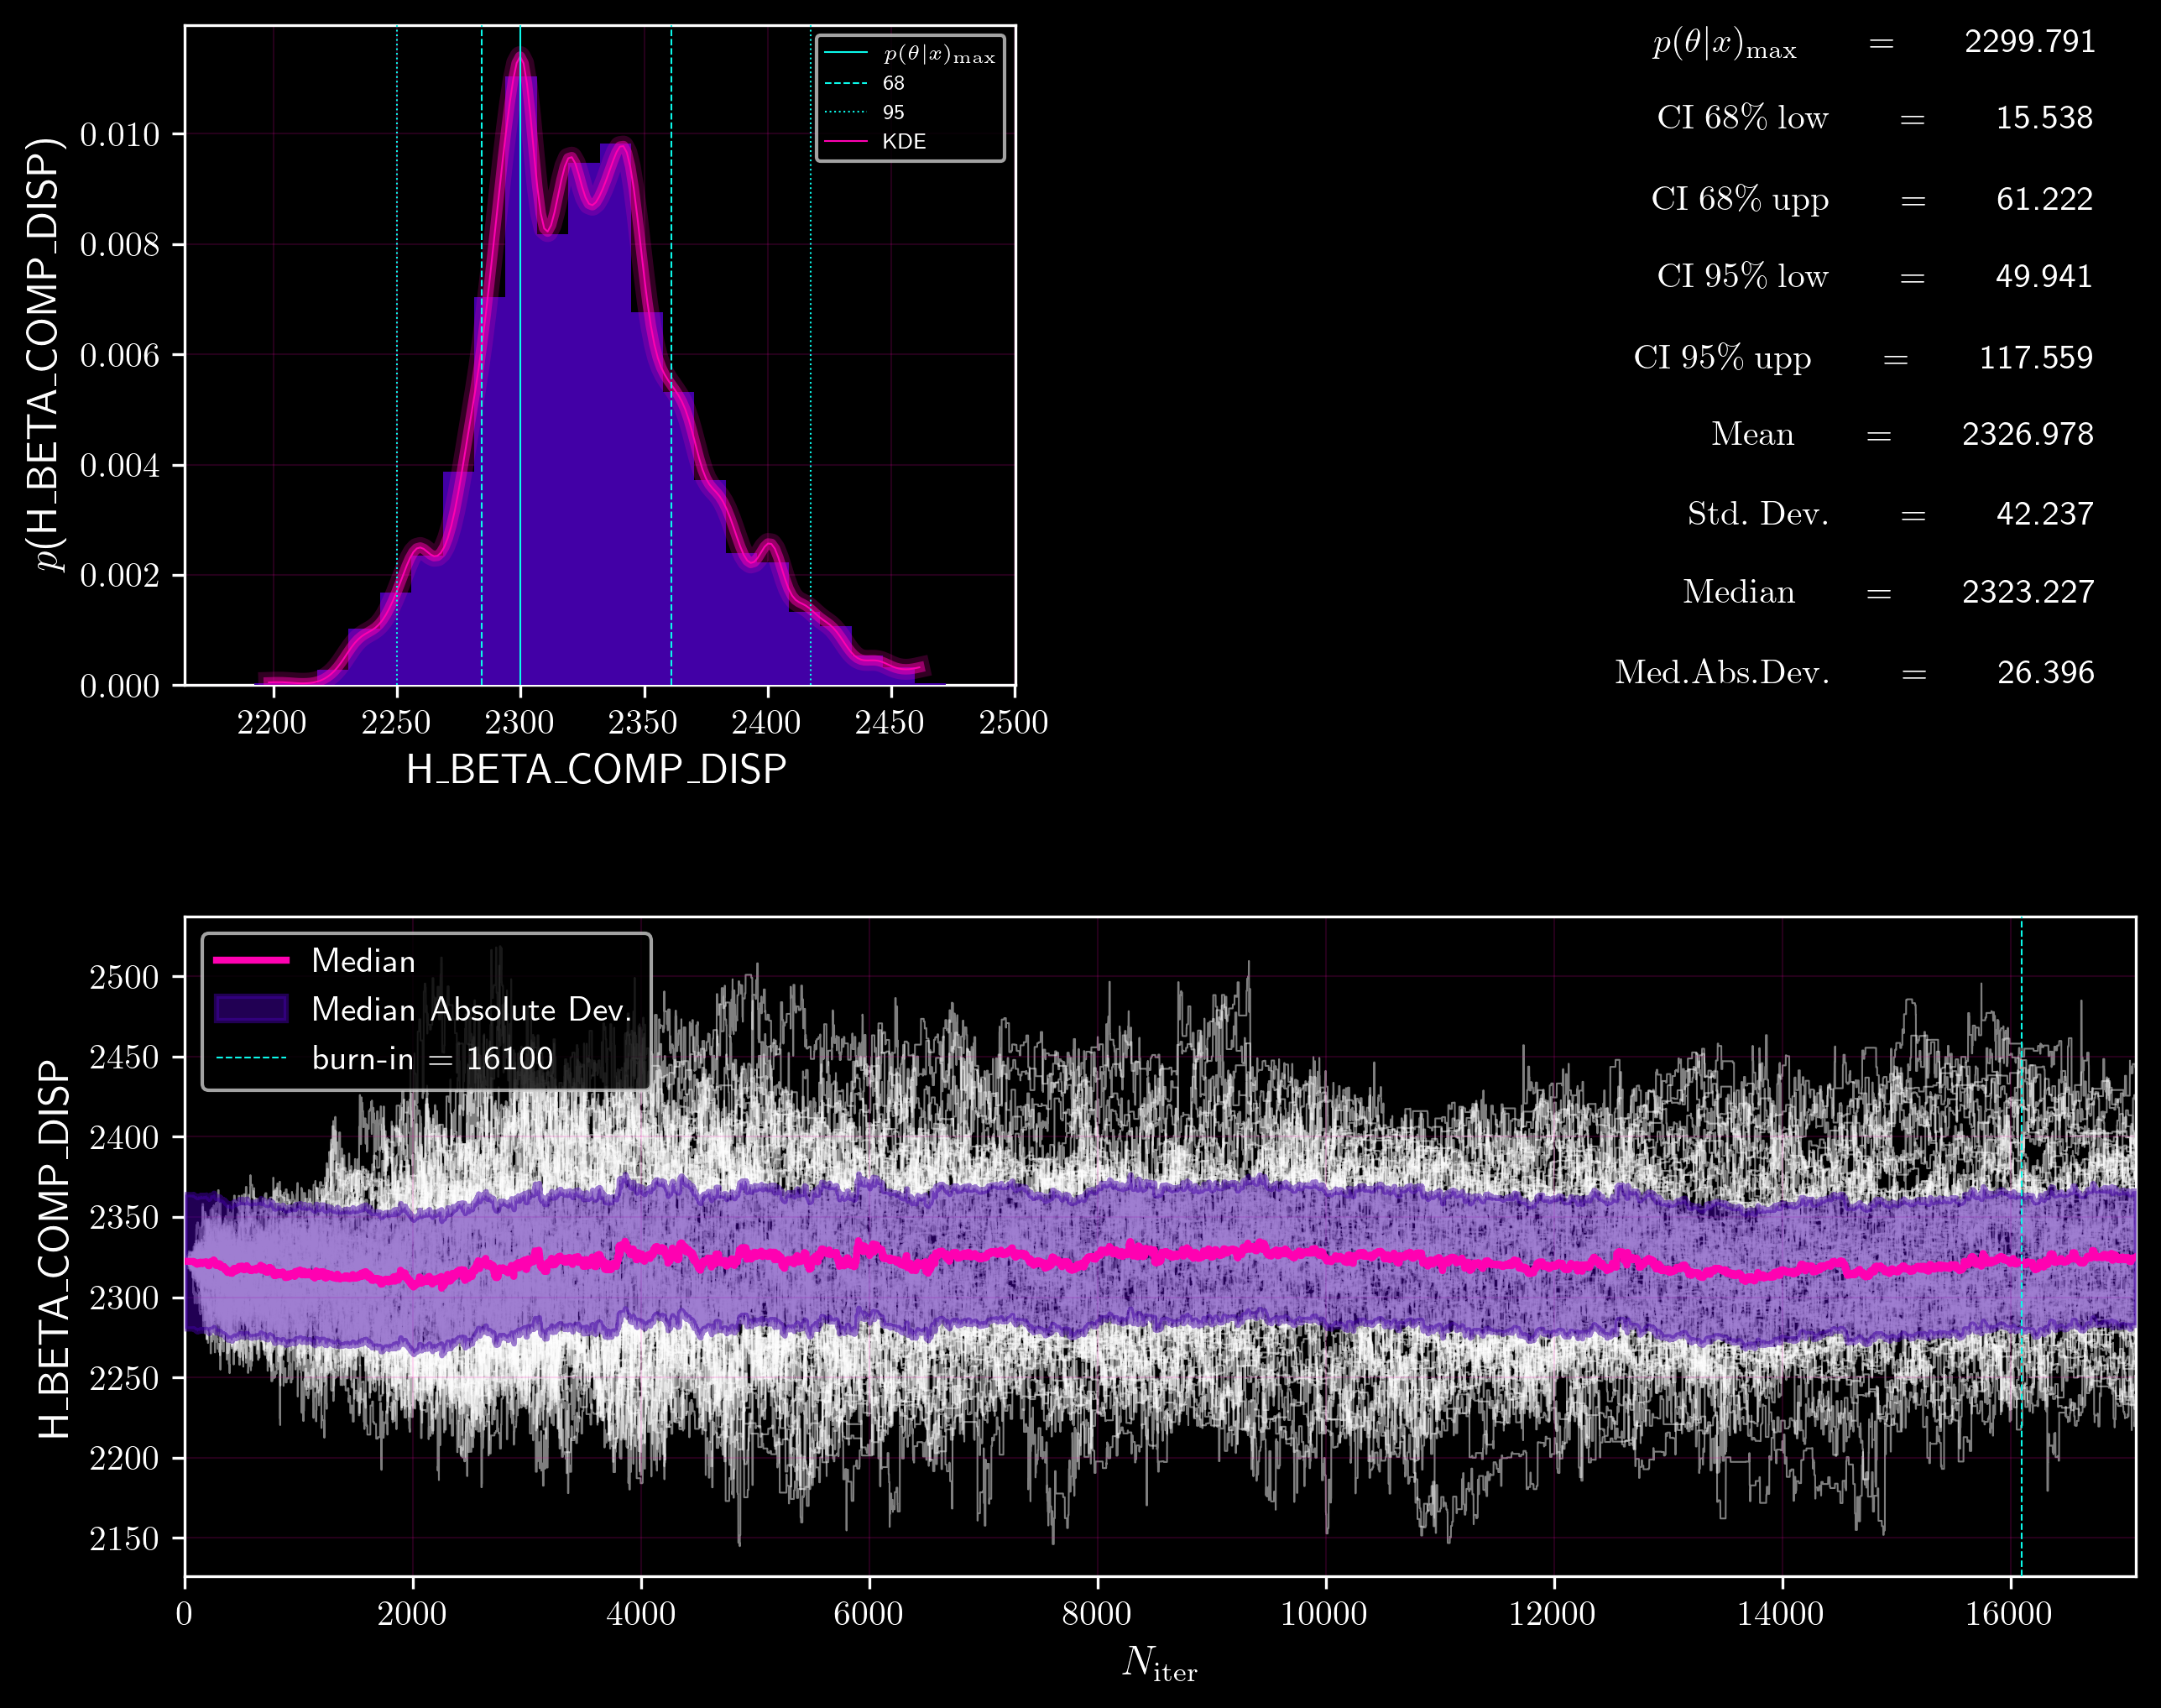 p(θ|x)max
68
95
KDE
p(H_BETA_COMP_DISP)
0.010
0.008
0.006
0.004
0.002
0.000
2200 2250 2300 2350 2400 2450 2500
H_BETA_COMP_DISP
p(θ|x)max = 2299.791
CI 68% low = 15.538
CI 68% upp = 61.222
CI 95% low = 49.941
CI 95% upp = 117.559
Mean = 2326.978
Std. Dev. = 42.237
Median = 2323.227
Med.Abs.Dev. = 26.396
Median
Median Absolute Dev.
burn-in = 16100
H_BETA_COMP_DISP
2500
2450
2400
2350
2300
2250
2200
2150
0 2000 4000 6000 8000 10000 12000 14000 16000
Niter